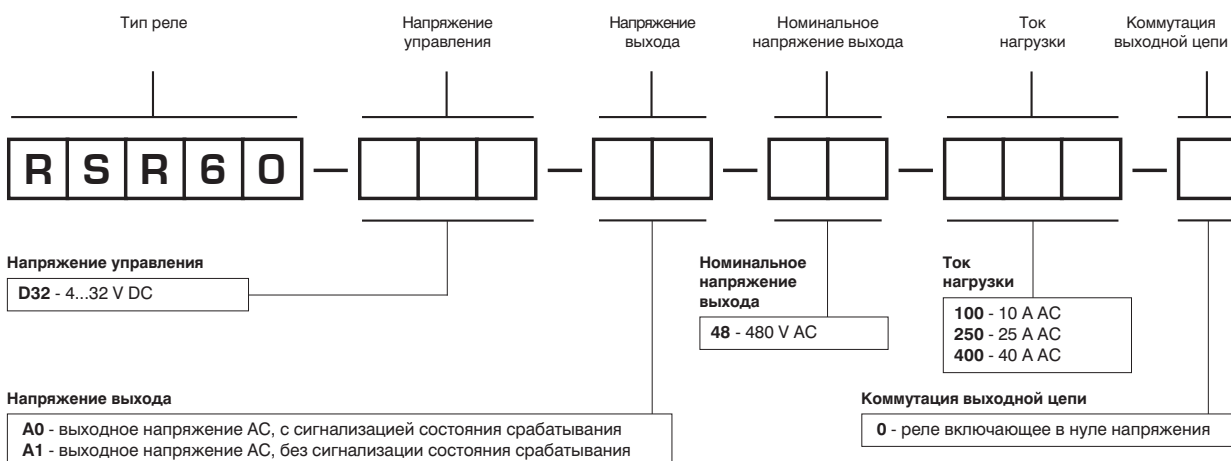 Тип реле
Напряжение
управления
Напряжение
выхода
Номинальное
напряжение выхода
Ток
нагрузки
Коммутация
выходной цепи
RSR60 — — — — —
Напряжение управления
D32 - 4...32 V DC
Номинальное
напряжение
выхода
48 - 480 V AC
Ток
нагрузки
100 - 10 A AC
250 - 25 A AC
400 - 40 A AC
Напряжение выхода
A0 - выходное напряжение AC, с сигнализацией состояния срабатывания
A1 - выходное напряжение AC, без сигнализации состояния срабатывания
Коммутация выходной цепи
0 - реле включающее в нуле напряжения